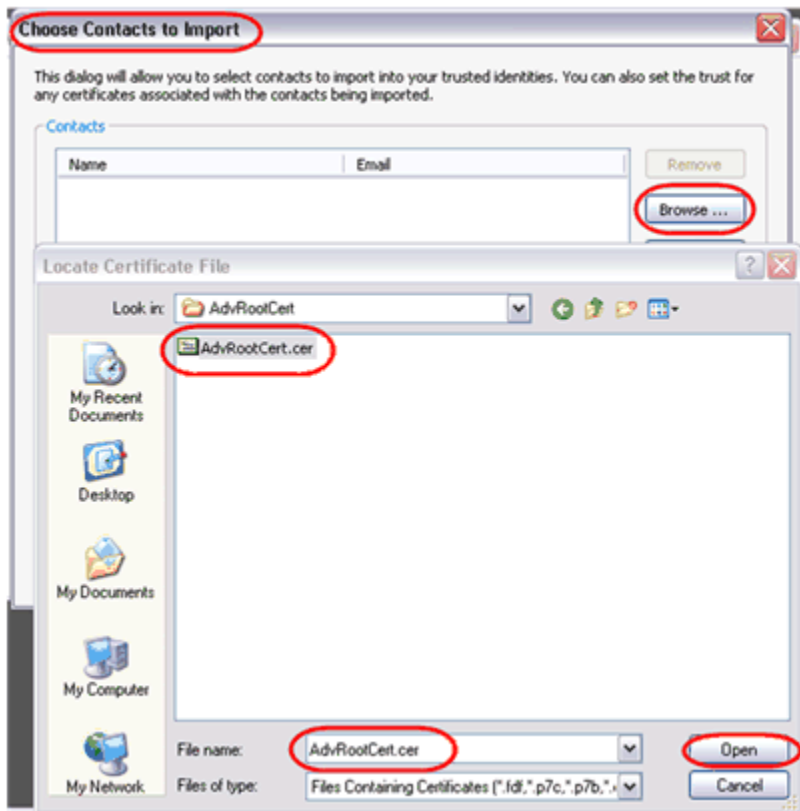 Choose Contacts to Import
This dialog will allow you to select contacts to import into your trusted identities. You can also set the trust for
any certificates associated with the contacts being imported.
Contacts
Name Email Remove
Browse ...
Locate Certificate File
Look in: AdvRootCert
AdvRootCert.cer
My Recent
Documents
Desktop
My Documents
My Computer
My Network
File name: AdvRootCert.cer Open
Files of type: Files Containing Certificates (*.fdf,*.p7c,*.p7b,*. Cancel